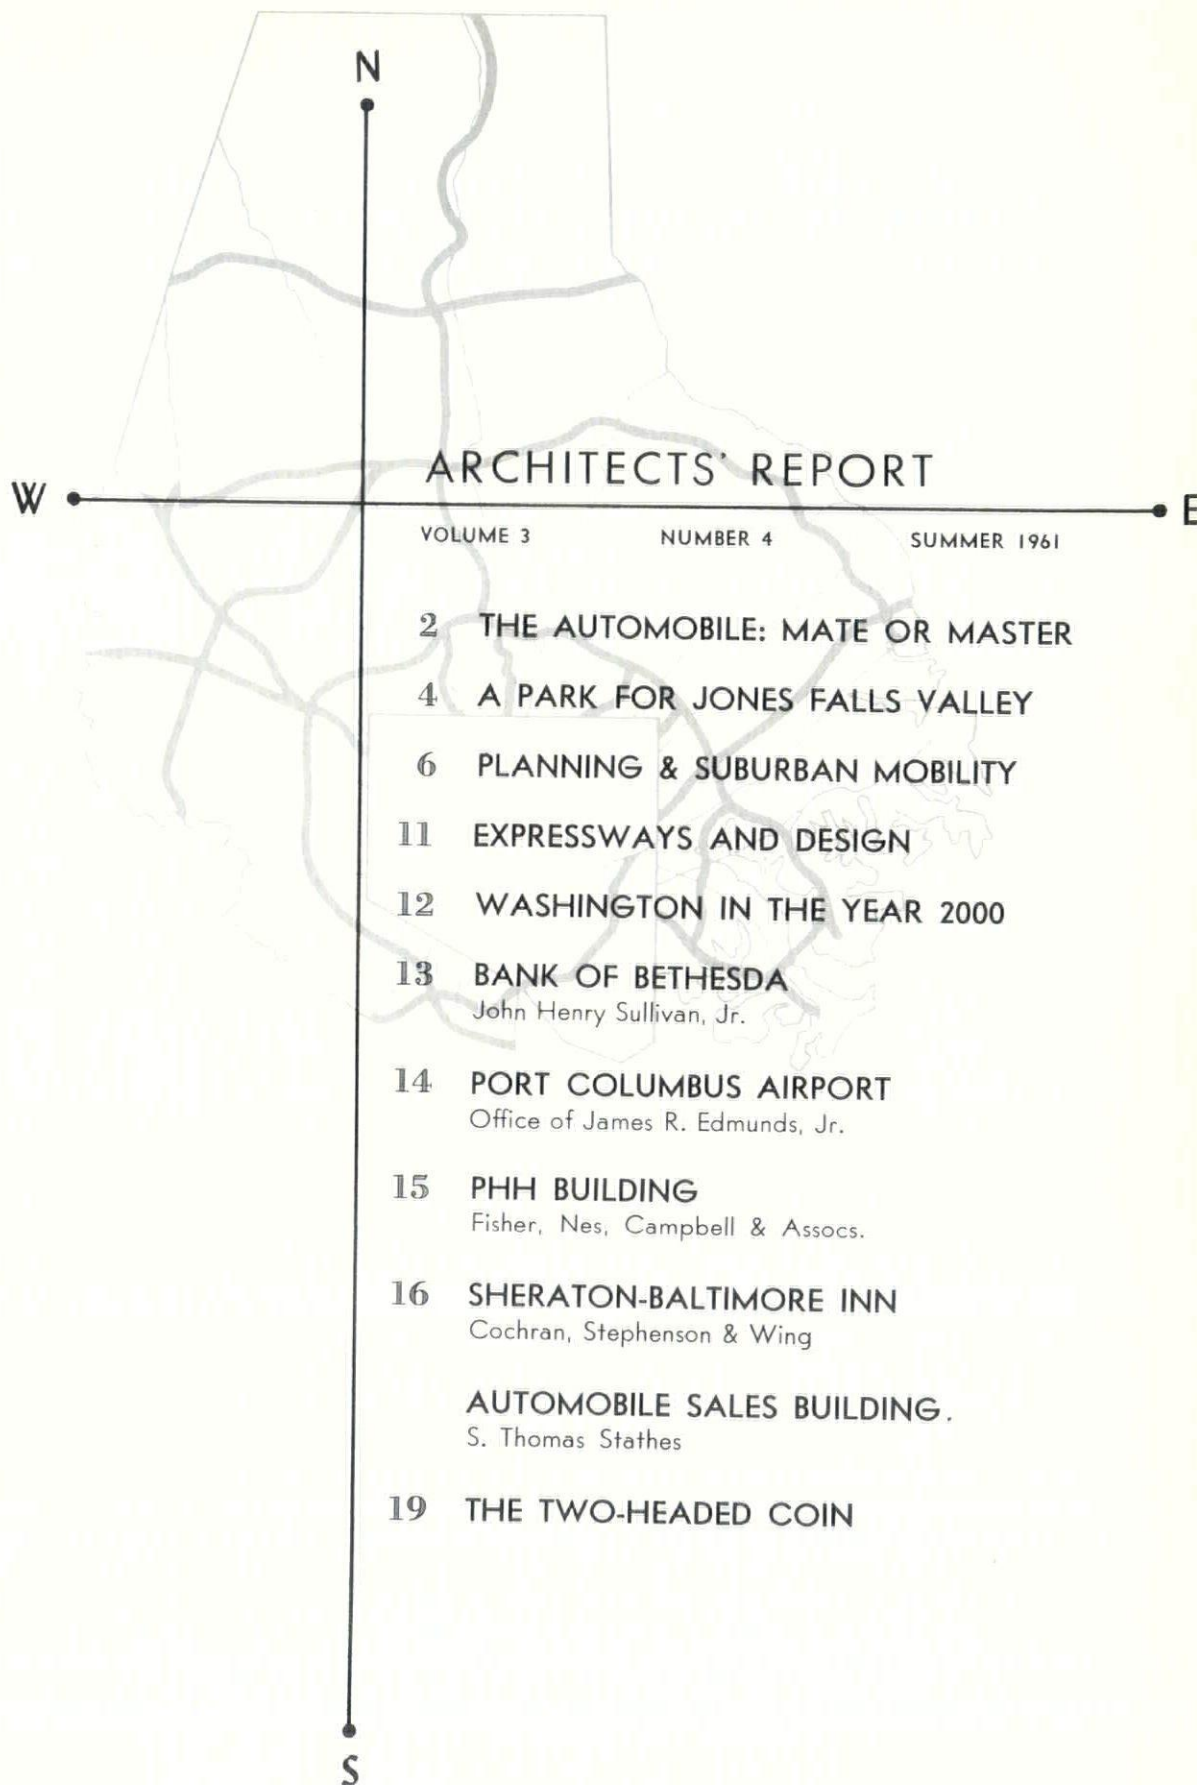 N
ARCHITECTS' REPORT
W
E
VOLUME 3 NUMBER 4 SUMMER 1961
2 THE AUTOMOBILE: MATE OR MASTER
4 A PARK FOR JONES FALLS VALLEY
6 PLANNING & SUBURBAN MOBILITY
11 EXPRESSWAYS AND DESIGN
12 WASHINGTON IN THE YEAR 2000
13 BANK OF BETHESDA
John Henry Sullivan, Jr.
14 PORT COLUMBUS AIRPORT
Office of James R. Edmunds, Jr.
15 PHH BUILDING
Fisher, Nes, Campbell & Assocs.
16 SHERATON-BALTIMORE INN
Cochran, Stephenson & Wing
AUTOMOBILE SALES BUILDING.
S. Thomas Stathes
19 THE TWO-HEADED COIN
S